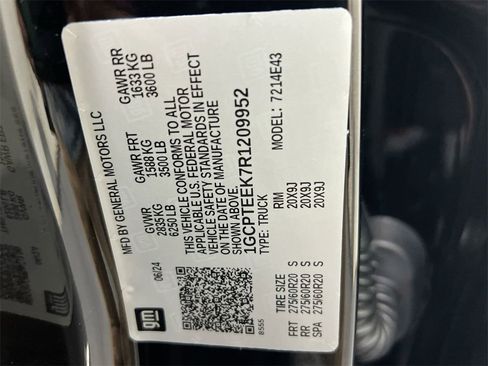 MFD BY GENERAL MOTORS LLC
06/24
GVWR
2835 KG
6250 LB
GAWR FRT
1588 KG
3500 LB
GAWR RR
1633 KG
3600 LB
THIS VEHICLE CONFORMS TO ALL
APPLICABLE U.S. FEDERAL MOTOR
VEHICLE SAFETY STANDARDS IN EFFECT
ON THE DATE OF MANUFACTURE
SHOWN ABOVE.
1GCPTEEK7R1209952
TYPE: TRUCK
MODEL: 7214E43
gm
8565
TIRE SIZE
RIM
FRT 275/60R20 S 20X9J
RR 275/60R20 S 20X9J
SPA 275/60R20 S 20X9J